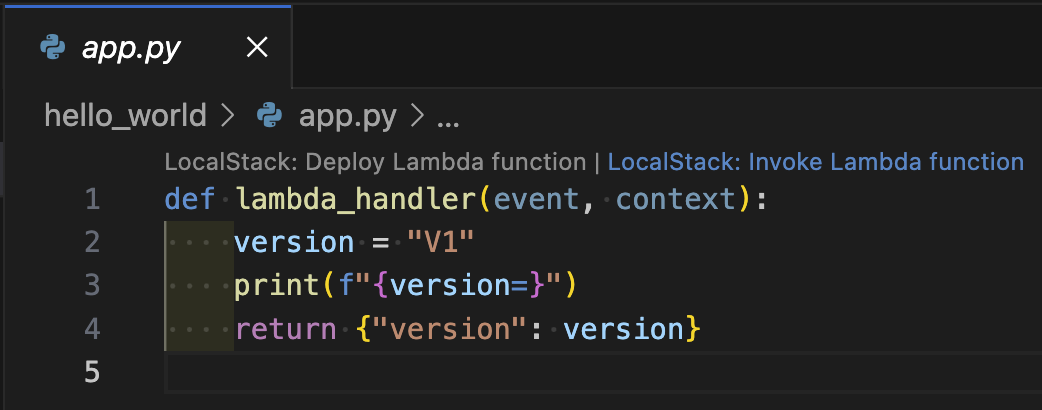 app.py
hello_world > app.py > ...
LocalStack: Deploy Lambda function | LocalStack: Invoke Lambda function
1 def lambda_handler(event, context):
2     version = "V1"
3     print(f"{version=}")
4     return {"version": version}
5